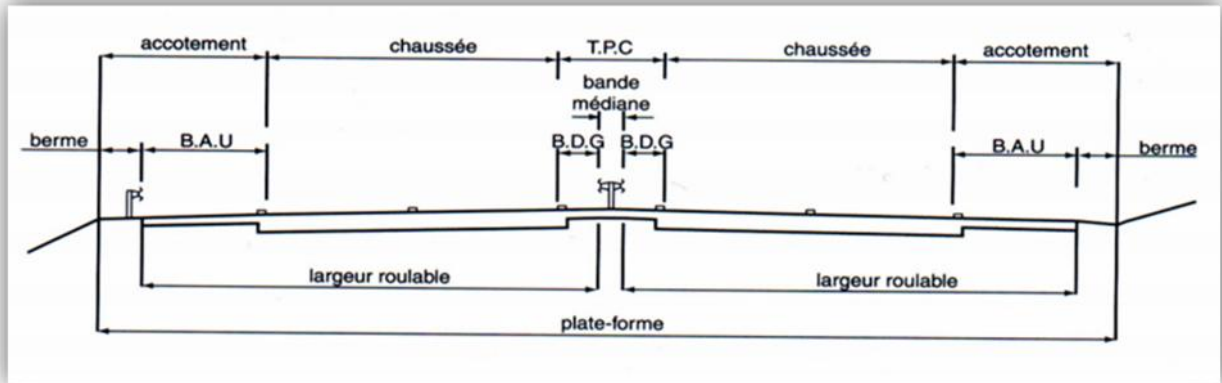 accotement chaussée T.P.C chaussée accotement
bande
médiane
berme B.A.U B.D.G B.D.G B.A.U berme
largeur roulable largeur roulable
plate-forme